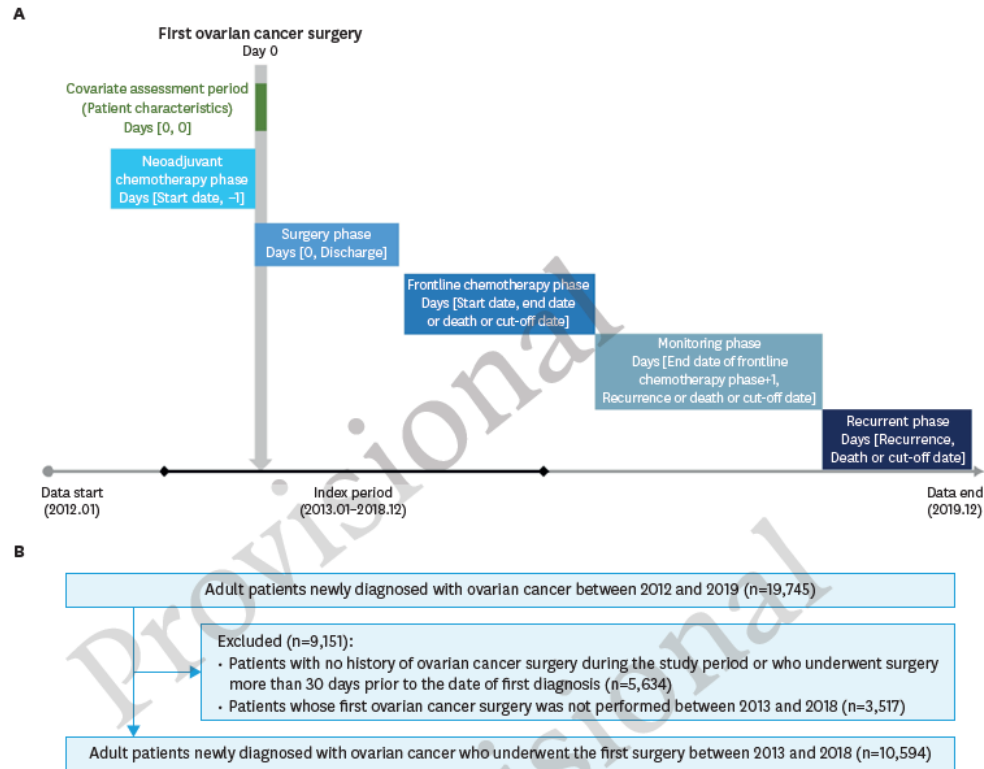 A
First ovarian cancer surgery
Day 0
Covariate assessment period
(Patient characteristics)
Days [0, 0]
Neoadjuvant
chemotherapy phase
Days [Start date, −1]
Surgery phase
Days [0, Discharge]
Frontline chemotherapy phase
Days [Start date, end date
or death or cut-off date]
Monitoring phase
Days [End date of frontline
chemotherapy phase+1,
Recurrence or death or cut-off date]
Recurrent phase
Days [Recurrence,
Death or cut-off date]
Data start
(2012.01)
Index period
(2013.01–2018.12)
Data end
(2019.12)
Provisional
B
Adult patients newly diagnosed with ovarian cancer between 2012 and 2019 (n=19,745)
Excluded (n=9,151):
· Patients with no history of ovarian cancer surgery during the study period or who underwent surgery
more than 30 days prior to the date of first diagnosis (n=5,634)
· Patients whose first ovarian cancer surgery was not performed between 2013 and 2018 (n=3,517)
Adult patients newly diagnosed with ovarian cancer who underwent the first surgery between 2013 and 2018 (n=10,594)
visional